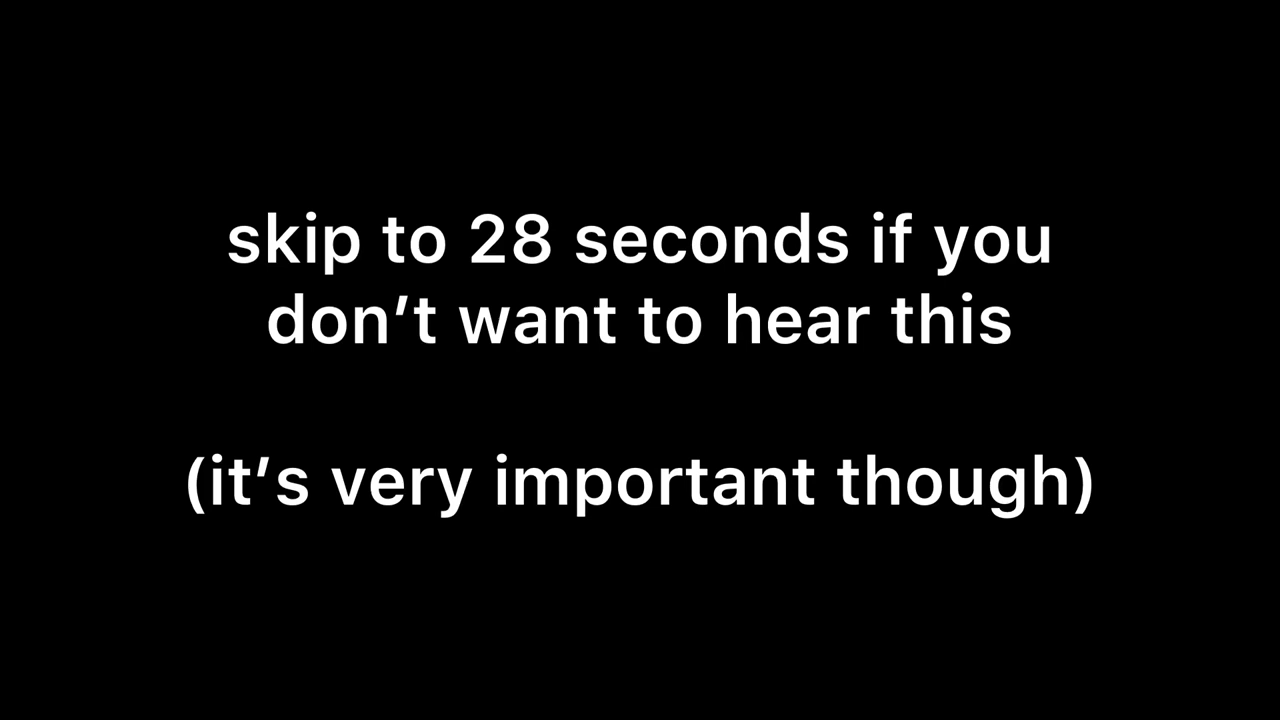 skip to 28 seconds if you
don’t want to hear this
(it’s very important though)